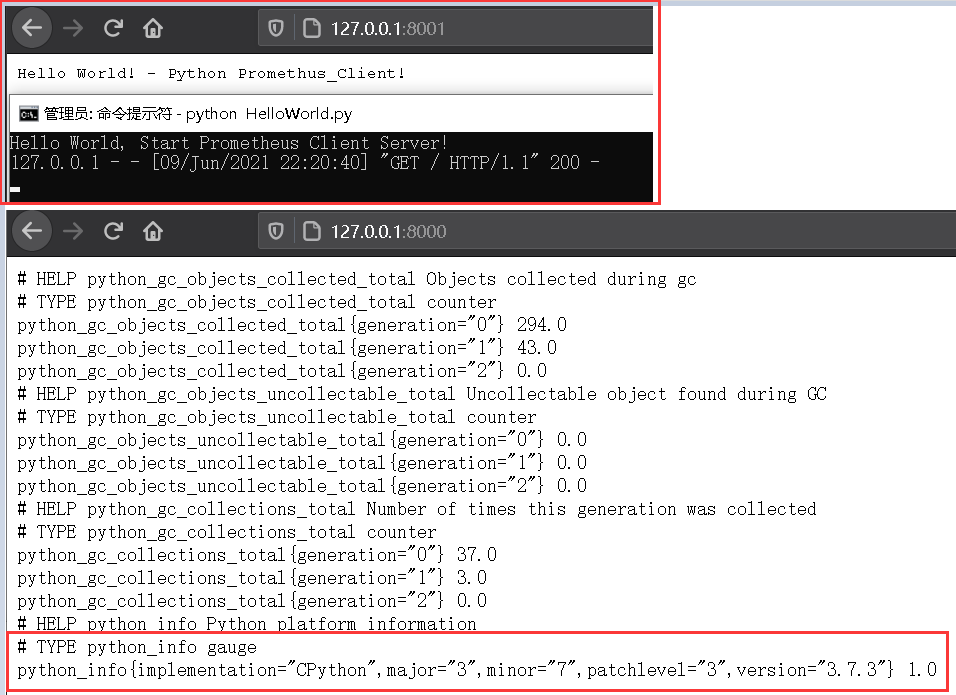 127.0.0.1:8001
Hello World! - Python Promethus_Client!
管理员: 命令提示符 - python  HelloWorld.py
Hello World, Start Prometheus Client Server!
127.0.0.1 - - [09/Jun/2021 22:20:40] "GET / HTTP/1.1" 200 -
127.0.0.1:8000
# HELP python_gc_objects_collected_total Objects collected during gc
# TYPE python_gc_objects_collected_total counter
python_gc_objects_collected_total{generation="0"} 294.0
python_gc_objects_collected_total{generation="1"} 43.0
python_gc_objects_collected_total{generation="2"} 0.0
# HELP python_gc_objects_uncollectable_total Uncollectable object found during GC
# TYPE python_gc_objects_uncollectable_total counter
python_gc_objects_uncollectable_total{generation="0"} 0.0
python_gc_objects_uncollectable_total{generation="1"} 0.0
python_gc_objects_uncollectable_total{generation="2"} 0.0
# HELP python_gc_collections_total Number of times this generation was collected
# TYPE python_gc_collections_total counter
python_gc_collections_total{generation="0"} 37.0
python_gc_collections_total{generation="1"} 3.0
python_gc_collections_total{generation="2"} 0.0
# HELP python_info Python platform information
# TYPE python_info gauge
python_info{implementation="CPython",major="3",minor="7",patchlevel="3",version="3.7.3"} 1.0